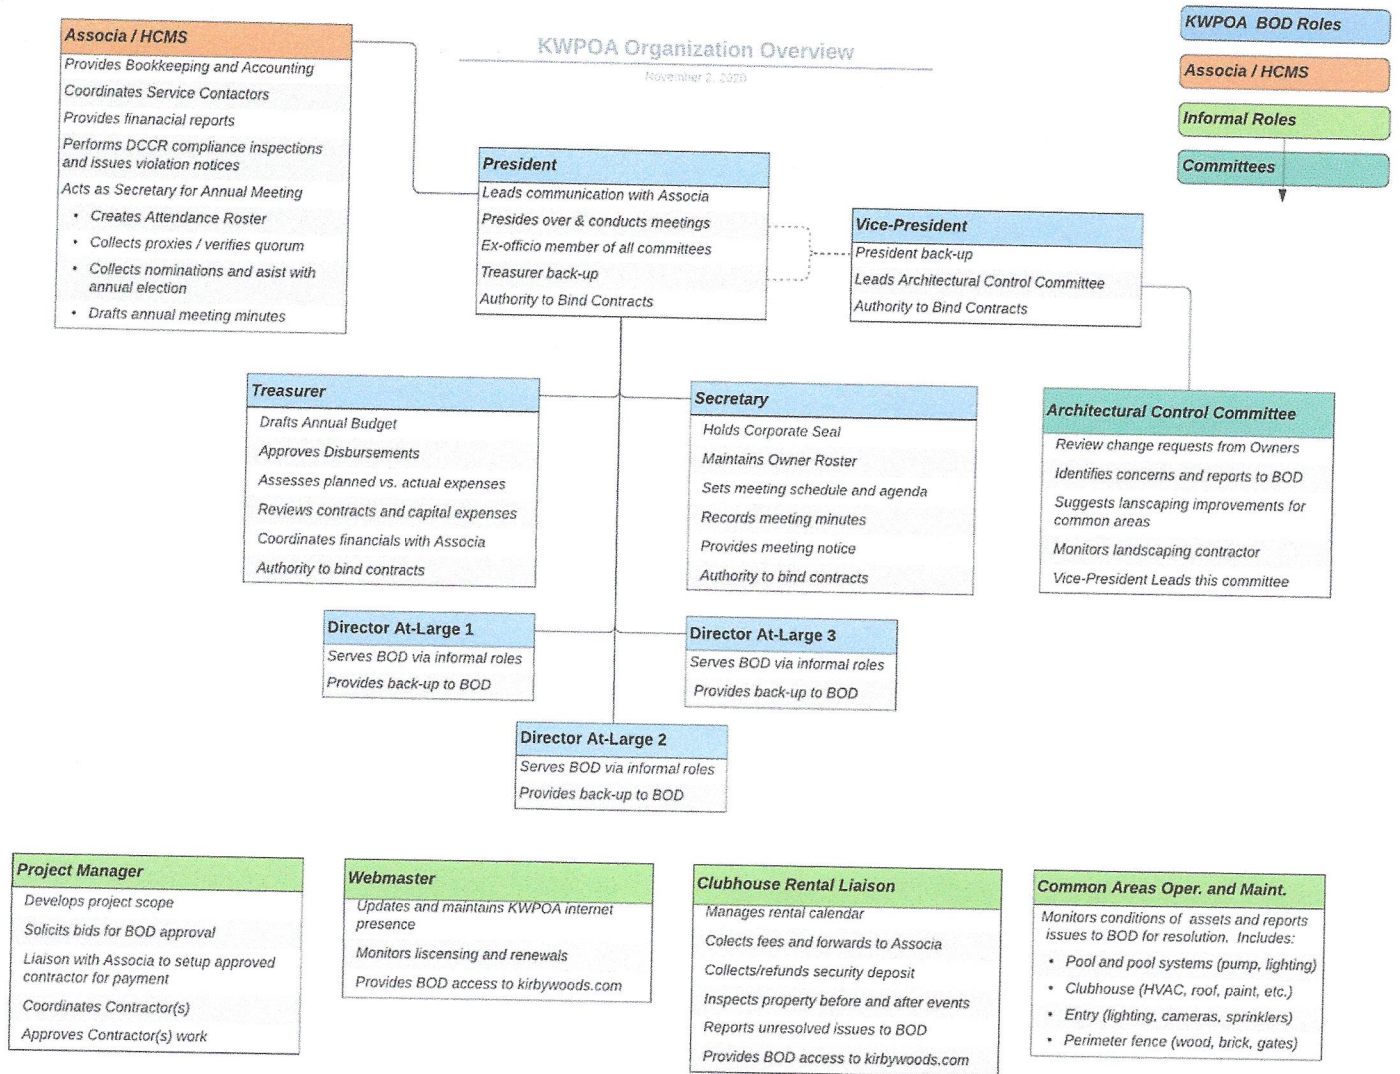 KWPOA Organization Overview
November 2, 2020
KWPOA BOD Roles
Associa / HCMS
Informal Roles
Committees
Associa / HCMS
Provides Bookkeeping and Accounting
Coordinates Service Contactors
Provides finanacial reports
Performs DCCR compliance inspections
and issues violation notices
Acts as Secretary for Annual Meeting
• Creates Attendance Roster
• Collects proxies / verifies quorum
• Collects nominations and asist with
annual election
• Drafts annual meeting minutes
President
Leads communication with Associa
Presides over & conducts meetings
Ex-officio member of all committees
Treasurer back-up
Authority to Bind Contracts
Vice-President
President back-up
Leads Architectural Control Committee
Authority to Bind Contracts
Treasurer
Drafts Annual Budget
Approves Disbursements
Assesses planned vs. actual expenses
Reviews contracts and capital expenses
Coordinates financials with Associa
Authority to bind contracts
Secretary
Holds Corporate Seal
Maintains Owner Roster
Sets meeting schedule and agenda
Records meeting minutes
Provides meeting notice
Authority to bind contracts
Architectural Control Committee
Review change requests from Owners
Identifies concerns and reports to BOD
Suggests lanscaping improvements for
common areas
Monitors landscaping contractor
Vice-President Leads this committee
Director At-Large 1
Serves BOD via informal roles
Provides back-up to BOD
Director At-Large 3
Serves BOD via informal roles
Provides back-up to BOD
Director At-Large 2
Serves BOD via informal roles
Provides back-up to BOD
Project Manager
Develops project scope
Solicits bids for BOD approval
Liaison with Associa to setup approved
contractor for payment
Coordinates Contractor(s)
Approves Contractor(s) work
Webmaster
Updates and maintains KWPOA internet
presence
Monitors liscensing and renewals
Provides BOD access to kirbywoods.com
Clubhouse Rental Liaison
Manages rental calendar
Colects fees and forwards to Associa
Collects/refunds security deposit
Inspects property before and after events
Reports unresolved issues to BOD
Provides BOD access to kirbywoods.com
Common Areas Oper. and Maint.
Monitors conditions of assets and reports
issues to BOD for resolution. Includes:
• Pool and pool systems (pump, lighting)
• Clubhouse (HVAC, roof, paint, etc.)
• Entry (lighting, cameras, sprinklers)
• Perimeter fence (wood, brick, gates)